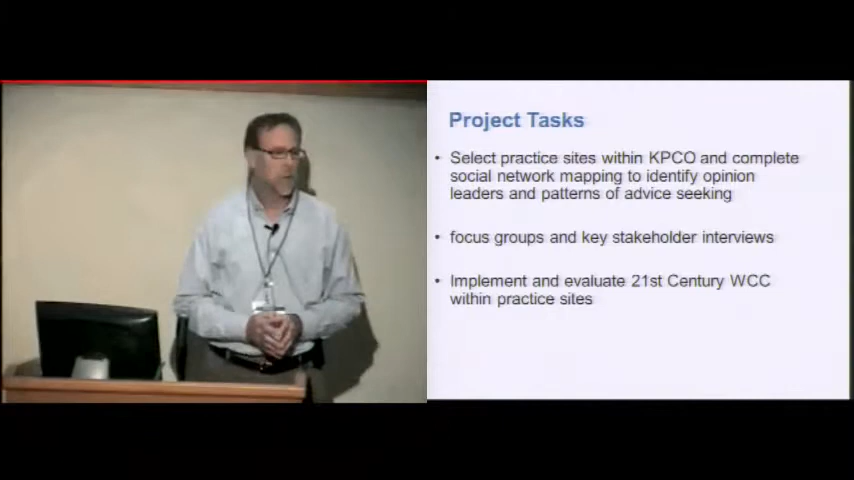 Project Tasks
• Select practice sites within KPCO and complete
social network mapping to identify opinion
leaders and patterns of advice seeking
• focus groups and key stakeholder interviews
• Implement and evaluate 21st Century WCC
within practice sites